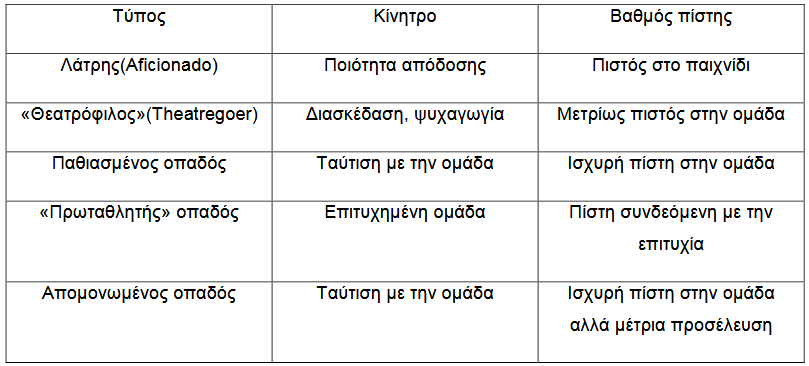 Τύπος Κίνητρο Βαθμός πίστης
Λάτρης(Aficionado) Ποιότητα απόδοσης Πιστός στο παιχνίδι
«Θεατρόφιλος»(Theatregoer) Διασκέδαση, ψυχαγωγία Μετρίως πιστός στην ομάδα
Παθιασμένος οπαδός Ταύτιση με την ομάδα Ισχυρή πίστη στην ομάδα
«Πρωταθλητής» οπαδός Επιτυχημένη ομάδα Πίστη συνδεόμενη με την
επιτυχία
Απομονωμένος οπαδός Ταύτιση με την ομάδα Ισχυρή πίστη στην ομάδα
αλλά μέτρια προσέλευση